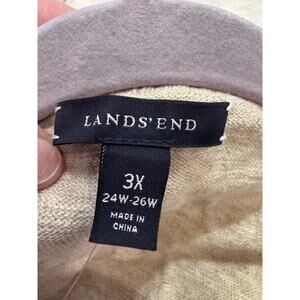 LANDS' END
3X
24W-26W
MADE IN
CHINA